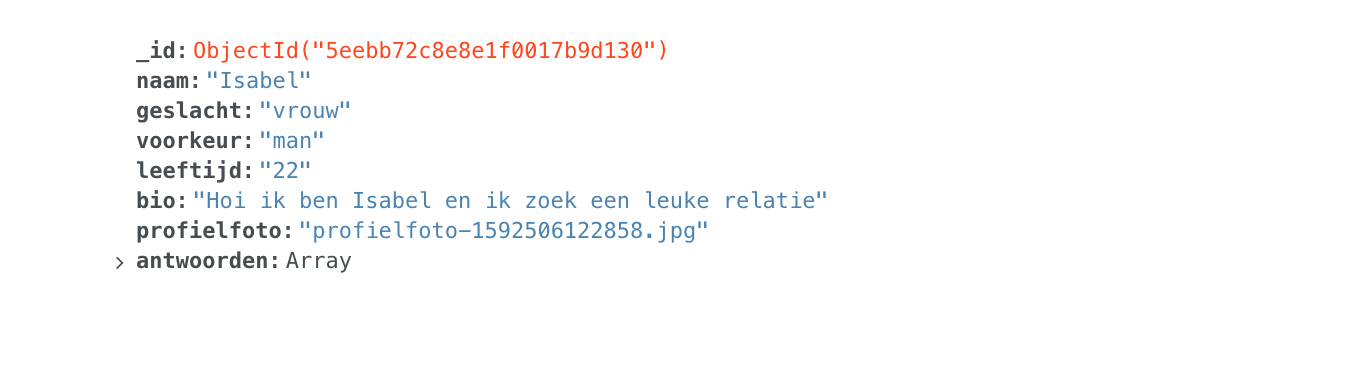 _id: ObjectId("5eebb72c8e8e1f0017b9d130")
naam: "Isabel"
geslacht: "vrouw"
voorkeur: "man"
leeftijd: "22"
bio: "Hoi ik ben Isabel en ik zoek een leuke relatie"
profielfoto: "profielfoto-1592506122858.jpg"
> antwoorden: Array